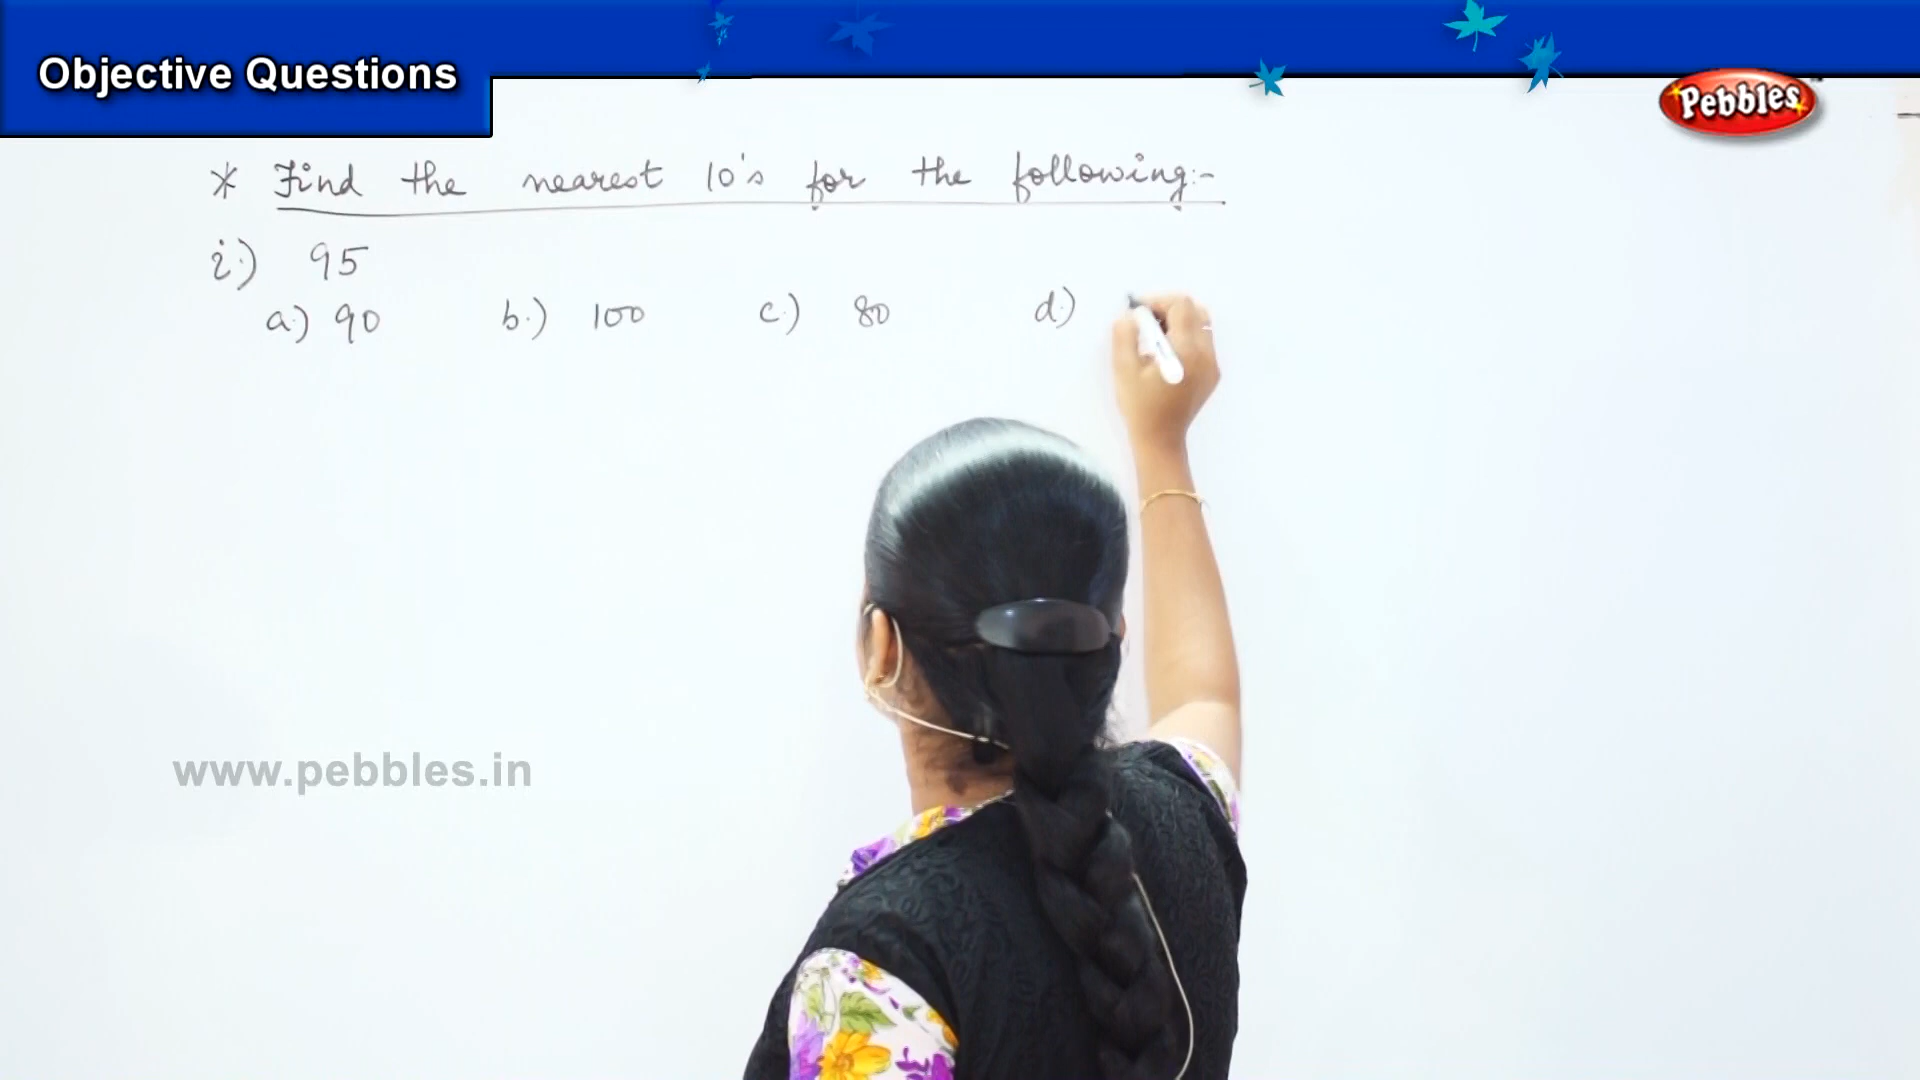 Objective Questions
Pebbles
* Find the nearest 10's for the following:-
i.) 95
a.) 90 b.) 100 c.) 80 d.)
www.pebbles.in